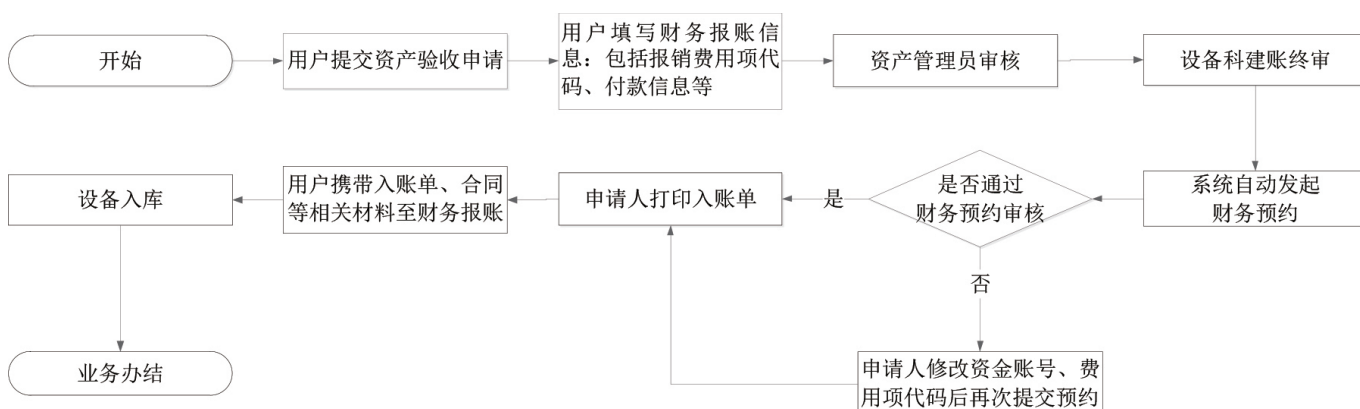 开始
用户提交资产验收申请
用户填写财务报账信
息：包括报销费用项代
码、付款信息等
资产管理员审核
设备科建账终审
系统自动发起
财务预约
是否通过
财务预约审核
是
申请人打印入账单
用户携带入账单、合同
等相关材料至财务报账
设备入库
否
申请人修改资金账号、费
用项代码后再次提交预约
业务办结